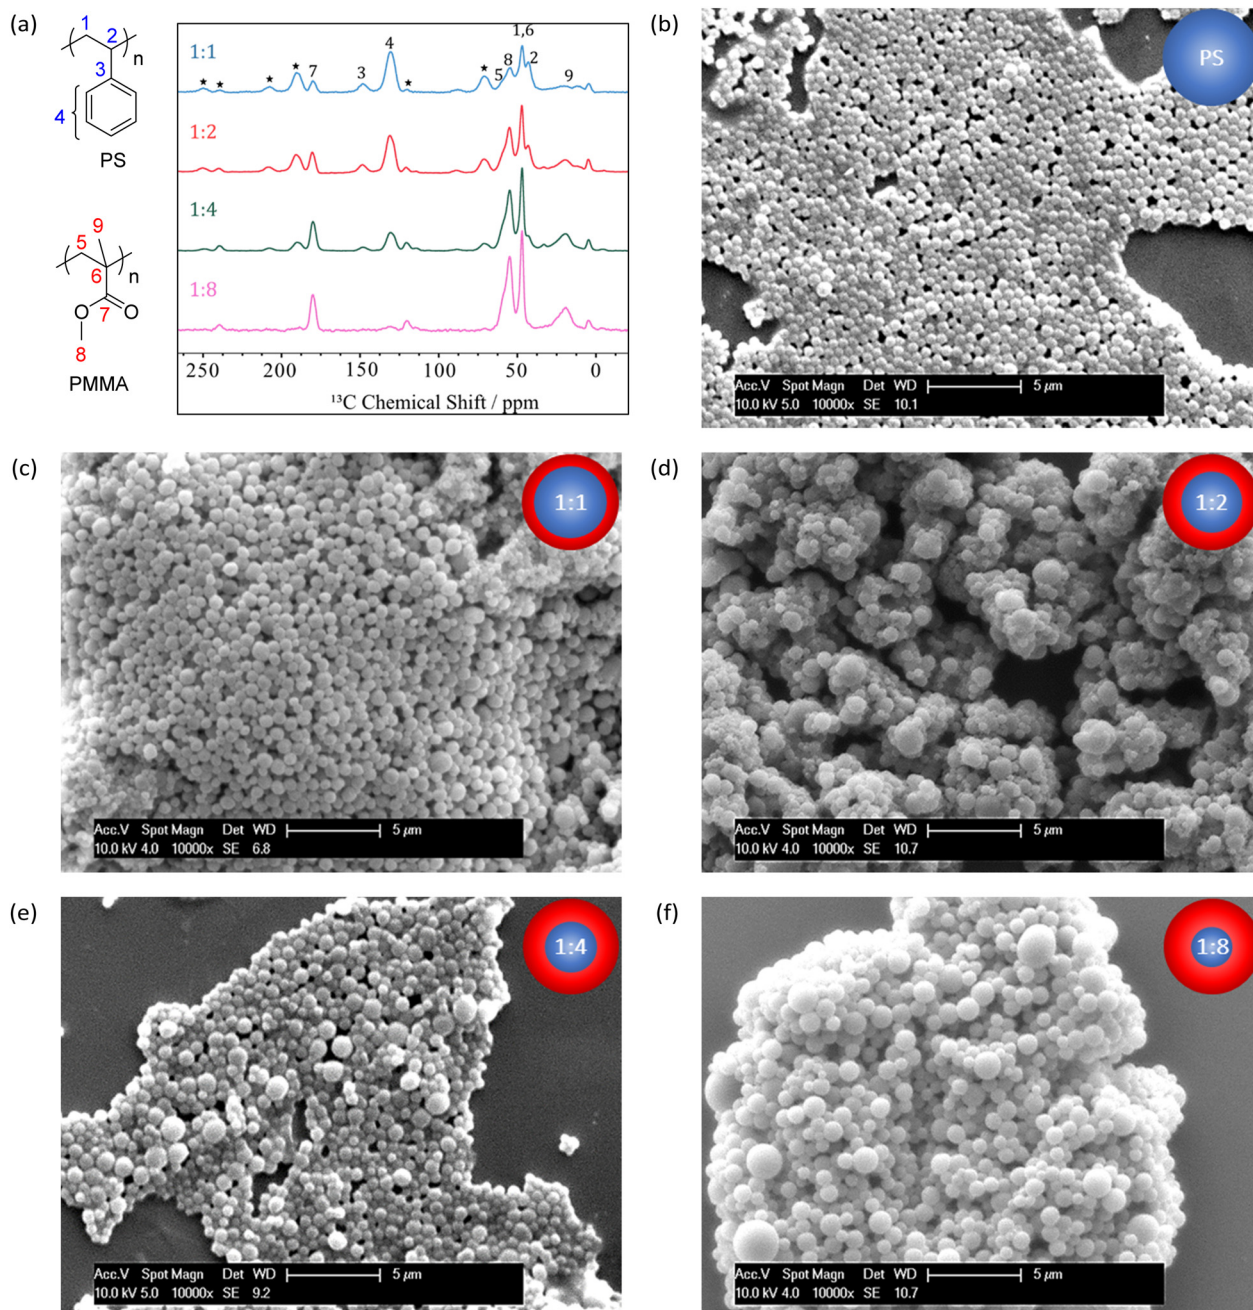 (a)
1
2
n
3
4
PS
9
5
n
6
7
O
O
8
PMMA
1:1
★ ★ ★ ★ 7 3 4 ★ ★ 5 8 1,6 2 9
1:2
1:4
1:8
250 200 150 100 50 0
¹³C Chemical Shift / ppm
(b)
PS
Acc.V Spot Magn Det WD 5 µm
10.0 kV 5.0 10000x SE 10.1
(c)
1:1
Acc.V Spot Magn Det WD 5 µm
10.0 kV 4.0 10000x SE 6.8
(d)
1:2
Acc.V Spot Magn Det WD 5 µm
10.0 kV 4.0 10000x SE 10.7
(e)
1:4
Acc.V Spot Magn Det WD 5 µm
10.0 kV 5.0 10000x SE 9.2
(f)
1:8
Acc.V Spot Magn Det WD 5 µm
10.0 kV 4.0 10000x SE 10.7